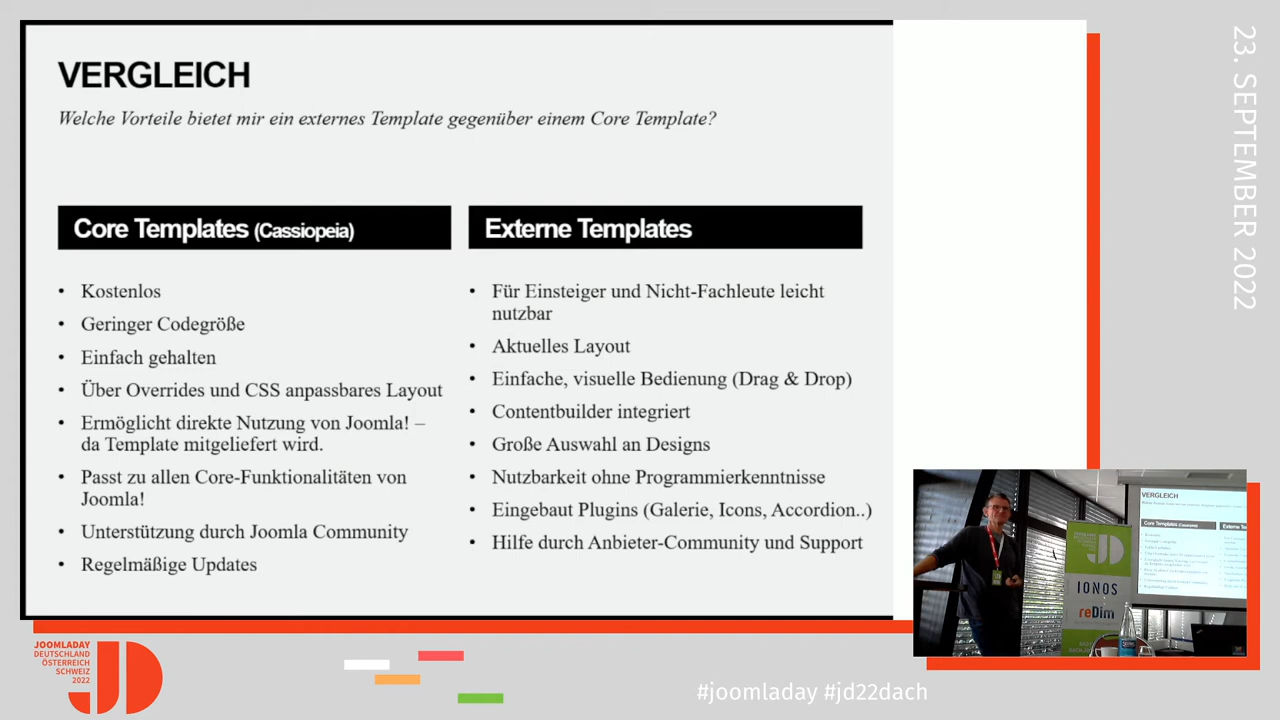 VERGLEICH
Welche Vorteile bietet mir ein externes Template gegenüber einem Core Template?
Core Templates (Cassiopeia)
• Kostenlos
• Geringer Codegröße
• Einfach gehalten
• Über Overrides und CSS anpassbares Layout
• Ermöglicht direkte Nutzung von Joomla! –
da Template mitgeliefert wird.
• Passt zu allen Core-Funktionalitäten von
Joomla!
• Unterstützung durch Joomla Community
• Regelmäßige Updates
Externe Templates
• Für Einsteiger und Nicht-Fachleute leicht
nutzbar
• Aktuelles Layout
• Einfache, visuelle Bedienung (Drag & Drop)
• Contentbuilder integriert
• Große Auswahl an Designs
• Nutzbarkeit ohne Programmierkenntnisse
• Eingebaut Plugins (Galerie, Icons, Accordion..)
• Hilfe durch Anbieter-Community und Support
23. SEPTEMBER 2022
VERGLEICH
Core Templates
Externe Te
IONOS
reDim
JOOMLADAY
DEUTSCHLAND
ÖSTERREICH
SCHWEIZ
2022
JD
#joomladay #jd22dach